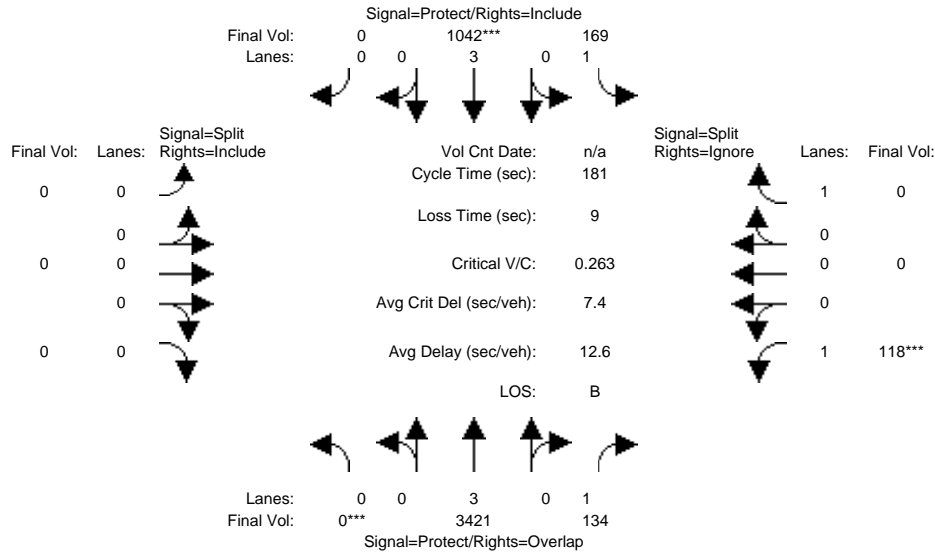 Signal=Protect/Rights=Include
Final Vol: 0 1042*** 169
Lanes: 0 0 3 0 1
Signal=Split
Final Vol: Lanes: Rights=Include
Vol Cnt Date: n/a
Signal=Split
Rights=Ignore Lanes: Final Vol:
Cycle Time (sec): 181
0 0
1 0
Loss Time (sec): 9
0
0
0 0
Critical V/C: 0.263
0 0
0
Avg Crit Del (sec/veh): 7.4
0
0 0
Avg Delay (sec/veh): 12.6
1 118***
LOS: B
Lanes: 0 0 3 0 1
Final Vol: 0*** 3421 134
Signal=Protect/Rights=Overlap